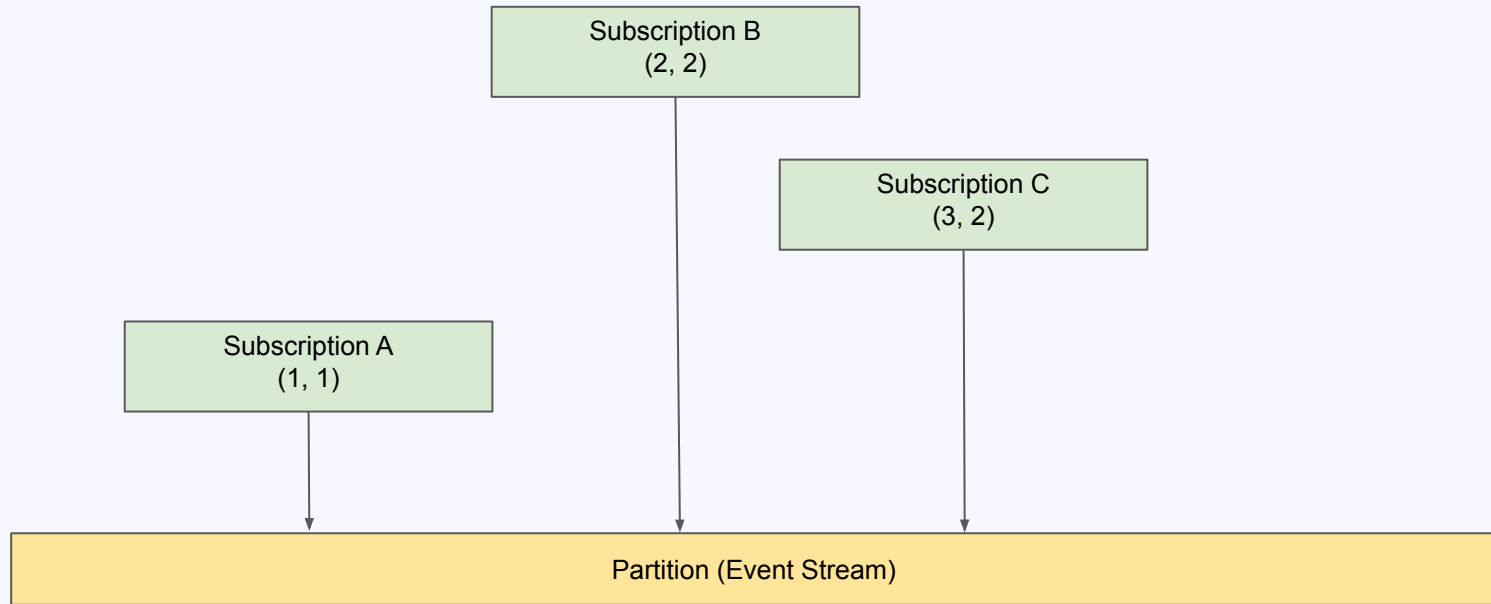 Subscription B
(2, 2)
Subscription C
(3, 2)
Subscription A
(1, 1)
Partition (Event Stream)